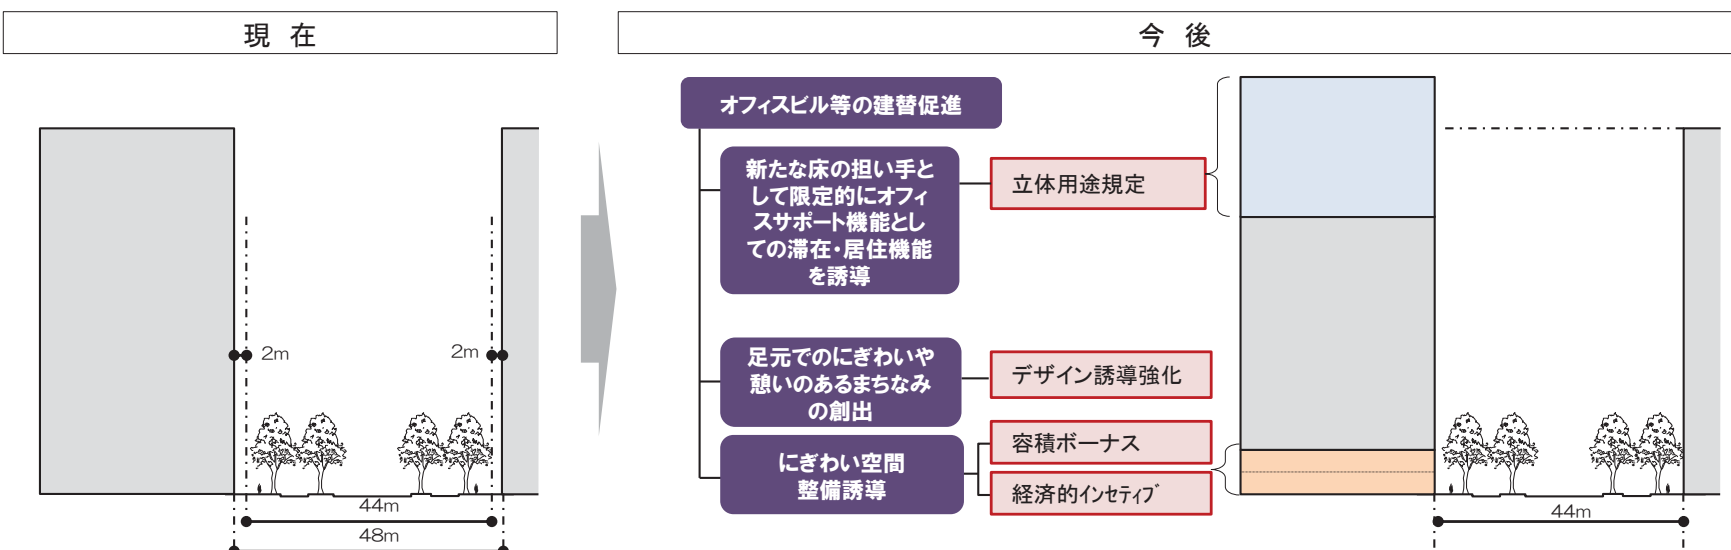 現 在
今 後
2m
2m
44m
48m
オフィスビル等の建替促進
新たな床の担い手と
して限定的にオフィ
スサポート機能とし
ての滞在・居住機能
を誘導
立体用途規定
足元でのにぎわいや
憩いのあるまちなみ
の創出
デザイン誘導強化
にぎわい空間
整備誘導
容積ボーナス
経済的インセティブ
44m